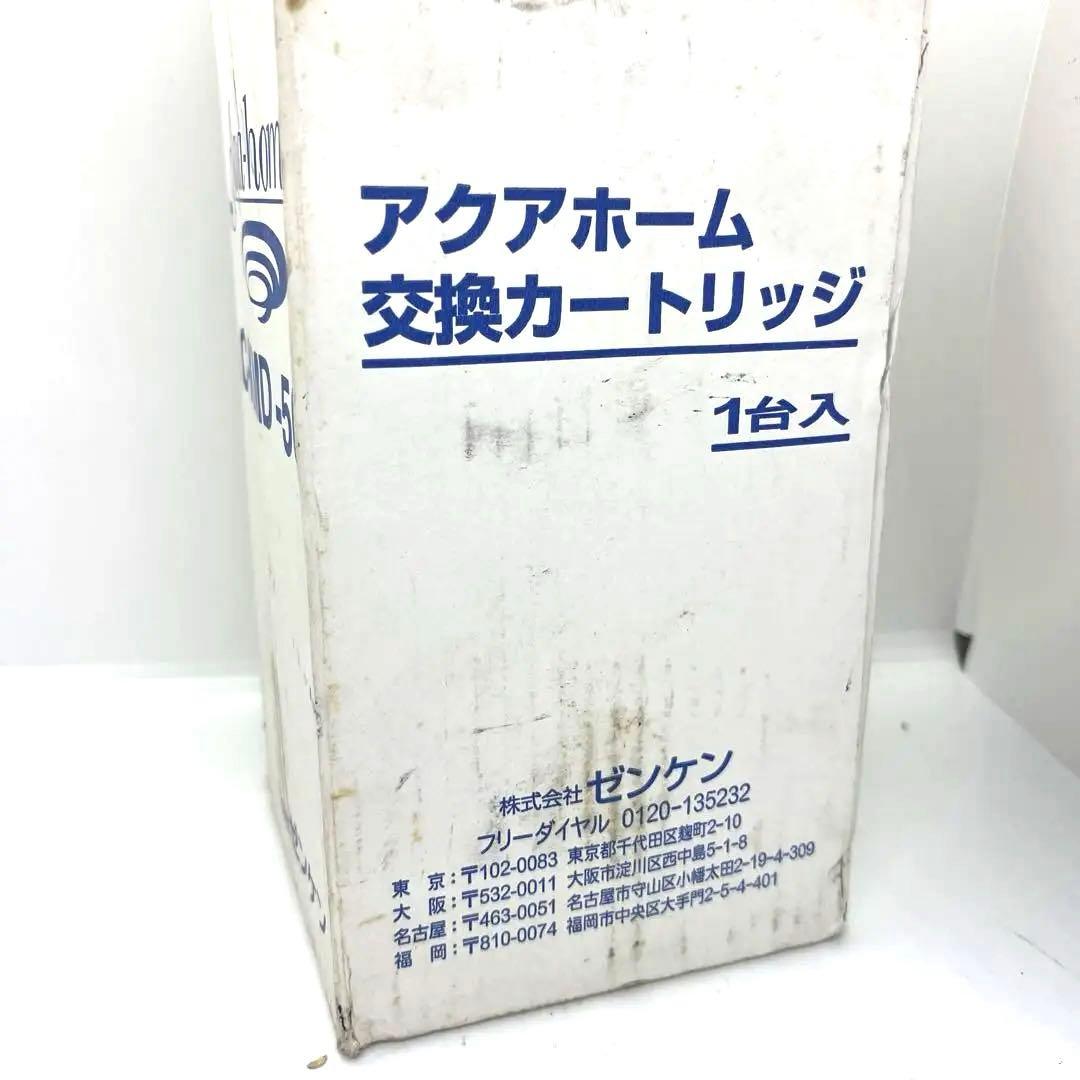 アクアホーム
交換カートリッジ
1台入
株式会社 ゼンケン
フリーダイヤル 0120-135232
東 京:〒102-0083 東京都千代田区麹町2-10
大 阪:〒532-0011 大阪市淀川区西中島5-1-8
名古屋:〒463-0051 名古屋市守山区小幡太田2-19-4-309
福 岡:〒810-0074 福岡市中央区大手門2-5-4-401
ゼンケン